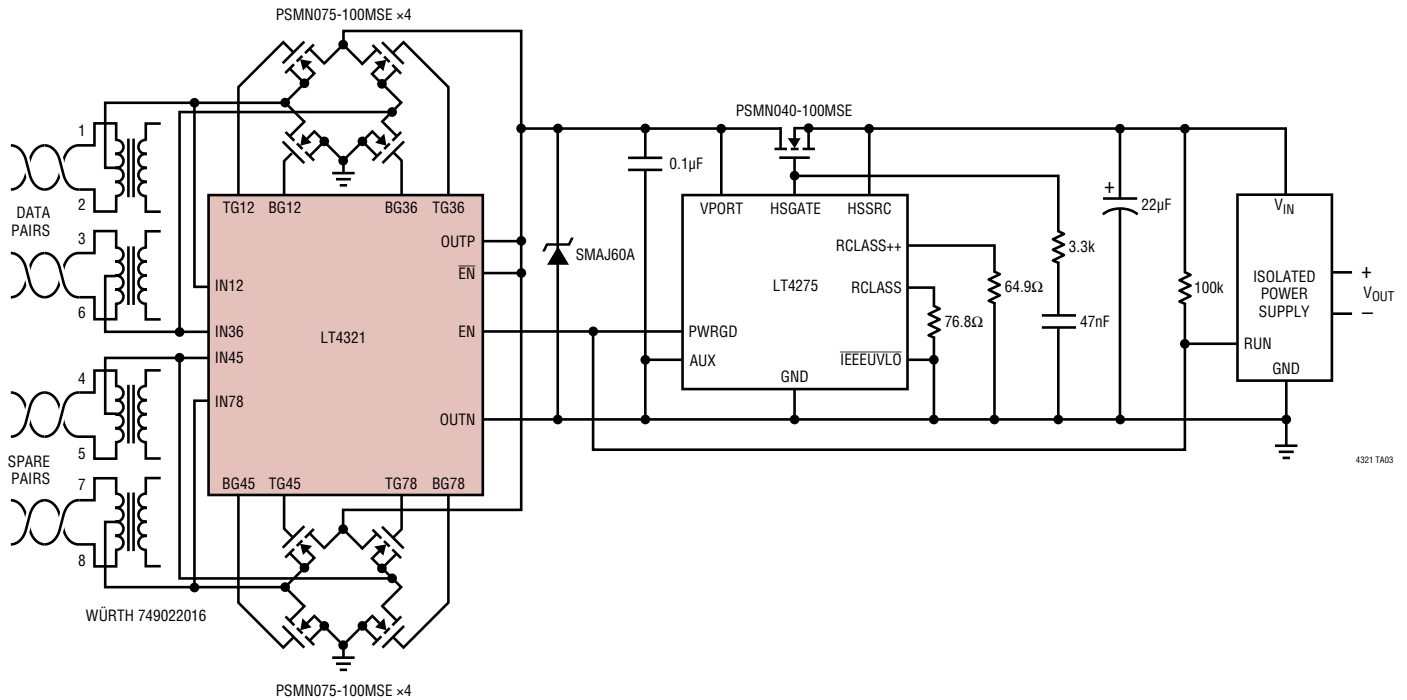 PSMN075-100MSE ×4
PSMN040-100MSE
1
2
DATA
PAIRS
3
6
4
5
SPARE
PAIRS
7
8
WÜRTH 749022016
TG12
BG12
BG36
TG36
OUTP
EN
IN12
IN36
LT4321
EN
IN45
IN78
OUTN
BG45
TG45
TG78
BG78
PSMN075-100MSE ×4
SMAJ60A
0.1µF
VPORT
HSGATE
HSSRC
RCLASS++
LT4275
RCLASS
PWRGD
AUX
IEEEUVLO
GND
76.8Ω
64.9Ω
3.3k
47nF
+
22µF
100k
VIN
ISOLATED
POWER
SUPPLY
RUN
GND
+
VOUT
–
4321 TA03